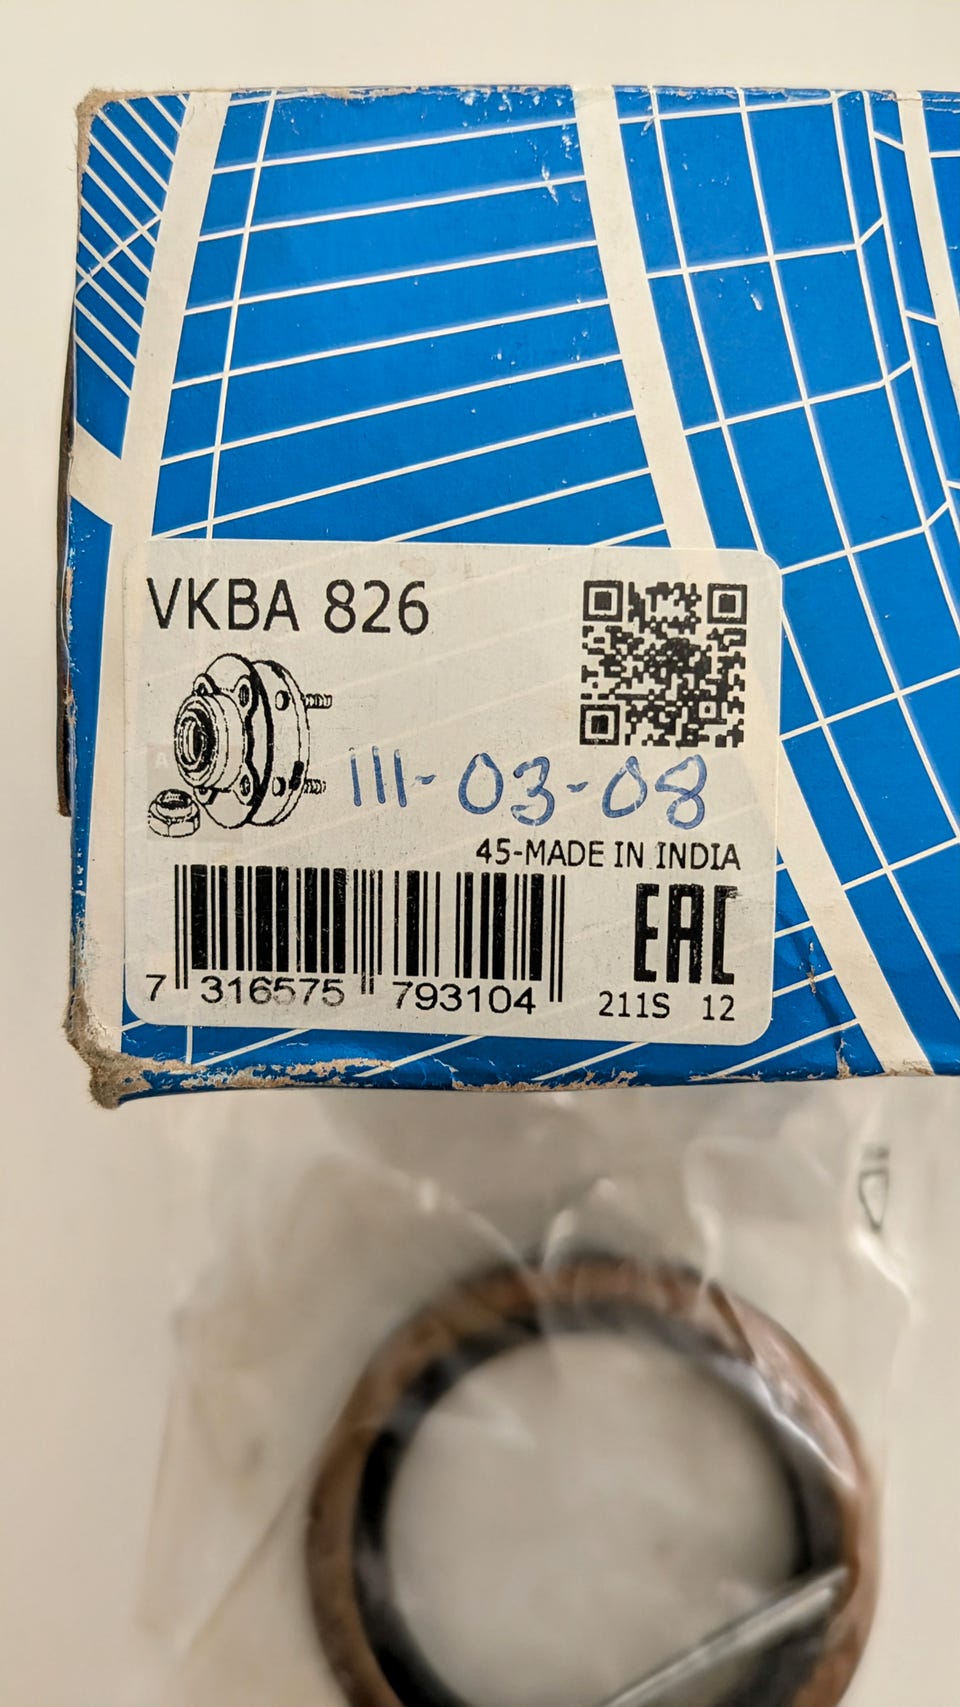 VKBA 826
111-03-08
45-MADE IN INDIA
EAC
7 316575 793104
211S 12